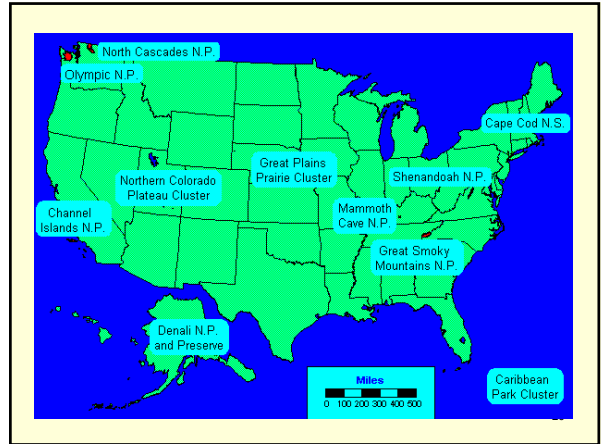 North Cascades N.P.
Olympic N.P.
Cape Cod N.S.
Great Plains
Prairie Cluster
Shenandoah N.P.
Northern Colorado
Plateau Cluster
Mammoth
Cave N.P.
Channel
Islands N.P.
Great Smoky
Mountains N.P.
Denali N.P.
and Preserve
Miles
0 100 200 300 400 500
Caribbean
Park Cluster